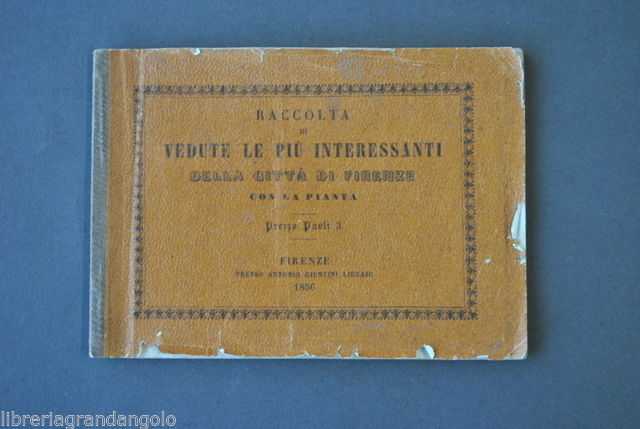 RACCOLTA
DI
VEDUTE LE PIÙ INTERESSANTI
DELLA CITTÀ DI FIRENZE
CON LA PIANTA
Prezzo Paoli 3.
FIRENZE
PRESSO ANTONIO GIUNTINI LIBRAIO
1856
libreriagrandangolo